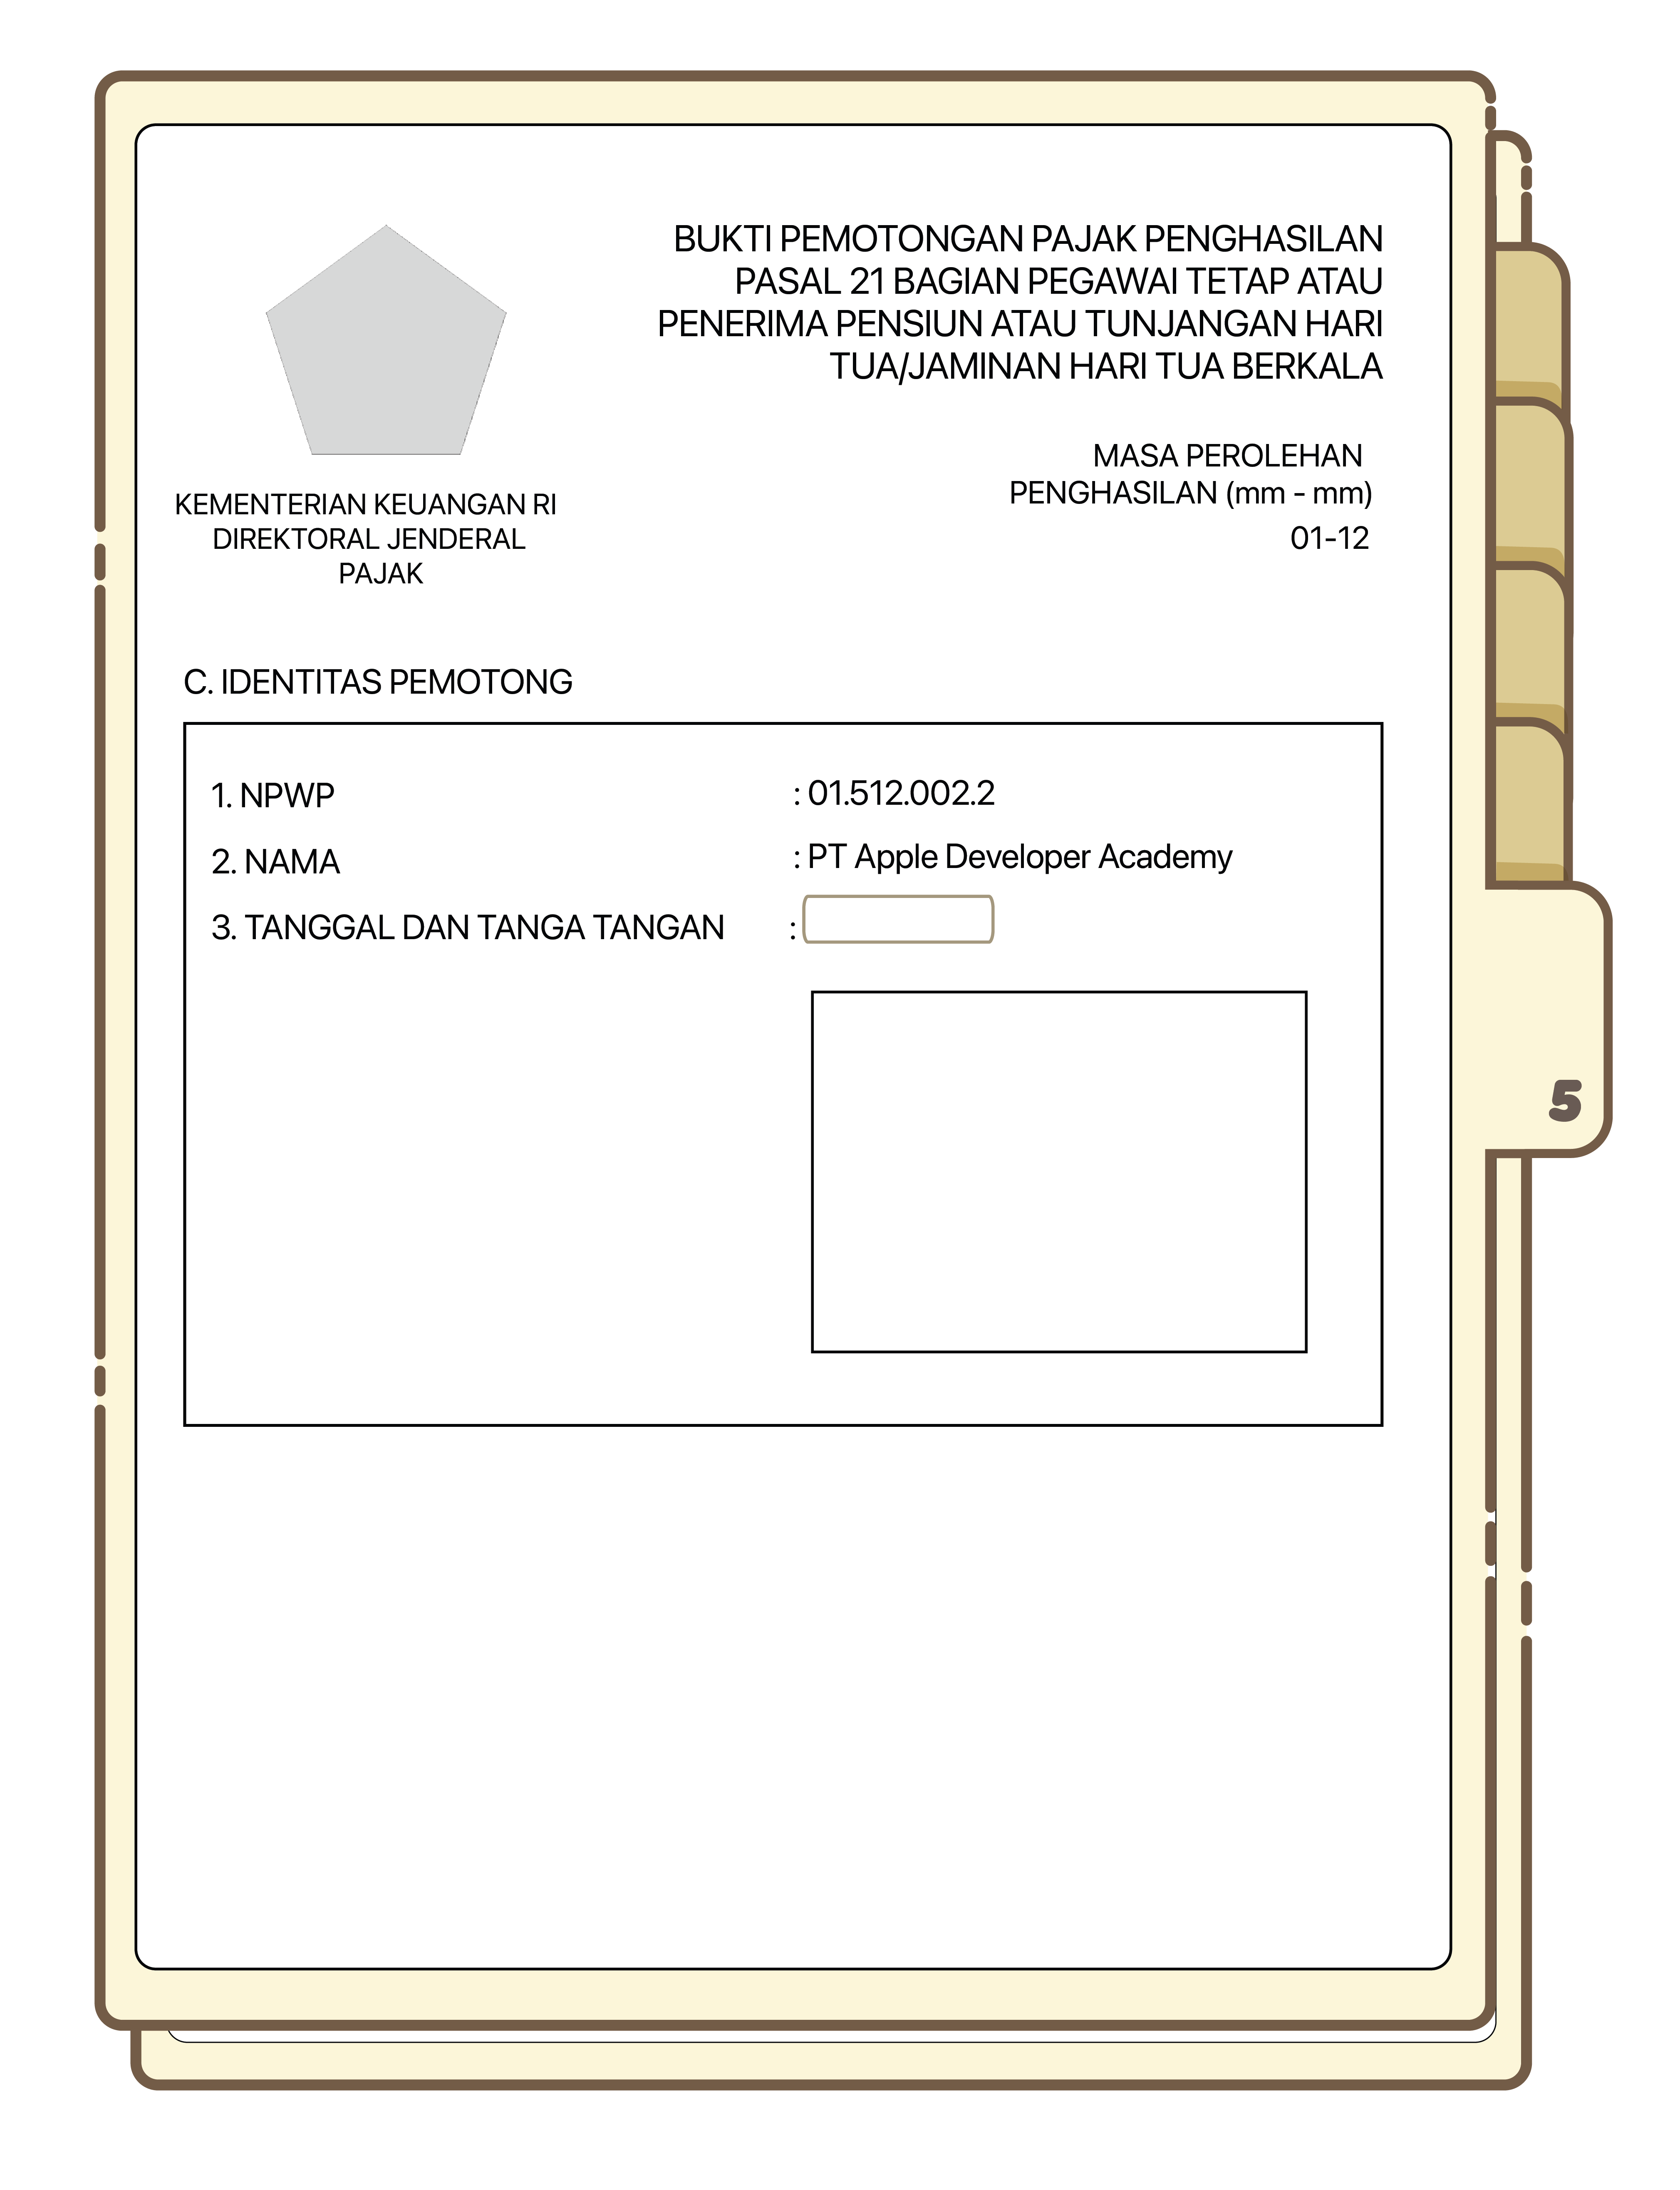 BUKTI PEMOTONGAN PAJAK PENGHASILAN
PASAL 21 BAGIAN PEGAWAI TETAP ATAU
PENERIMA PENSIUN ATAU TUNJANGAN HARI
TUA/JAMINAN HARI TUA BERKALA
MASA PEROLEHAN
PENGHASILAN (mm - mm)
01-12
KEMENTERIAN KEUANGAN RI
DIREKTORAL JENDERAL
PAJAK
C. IDENTITAS PEMOTONG
1. NPWP : 01.512.002.2
2. NAMA : PT Apple Developer Academy
3. TANGGAL DAN TANGA TANGAN :
5